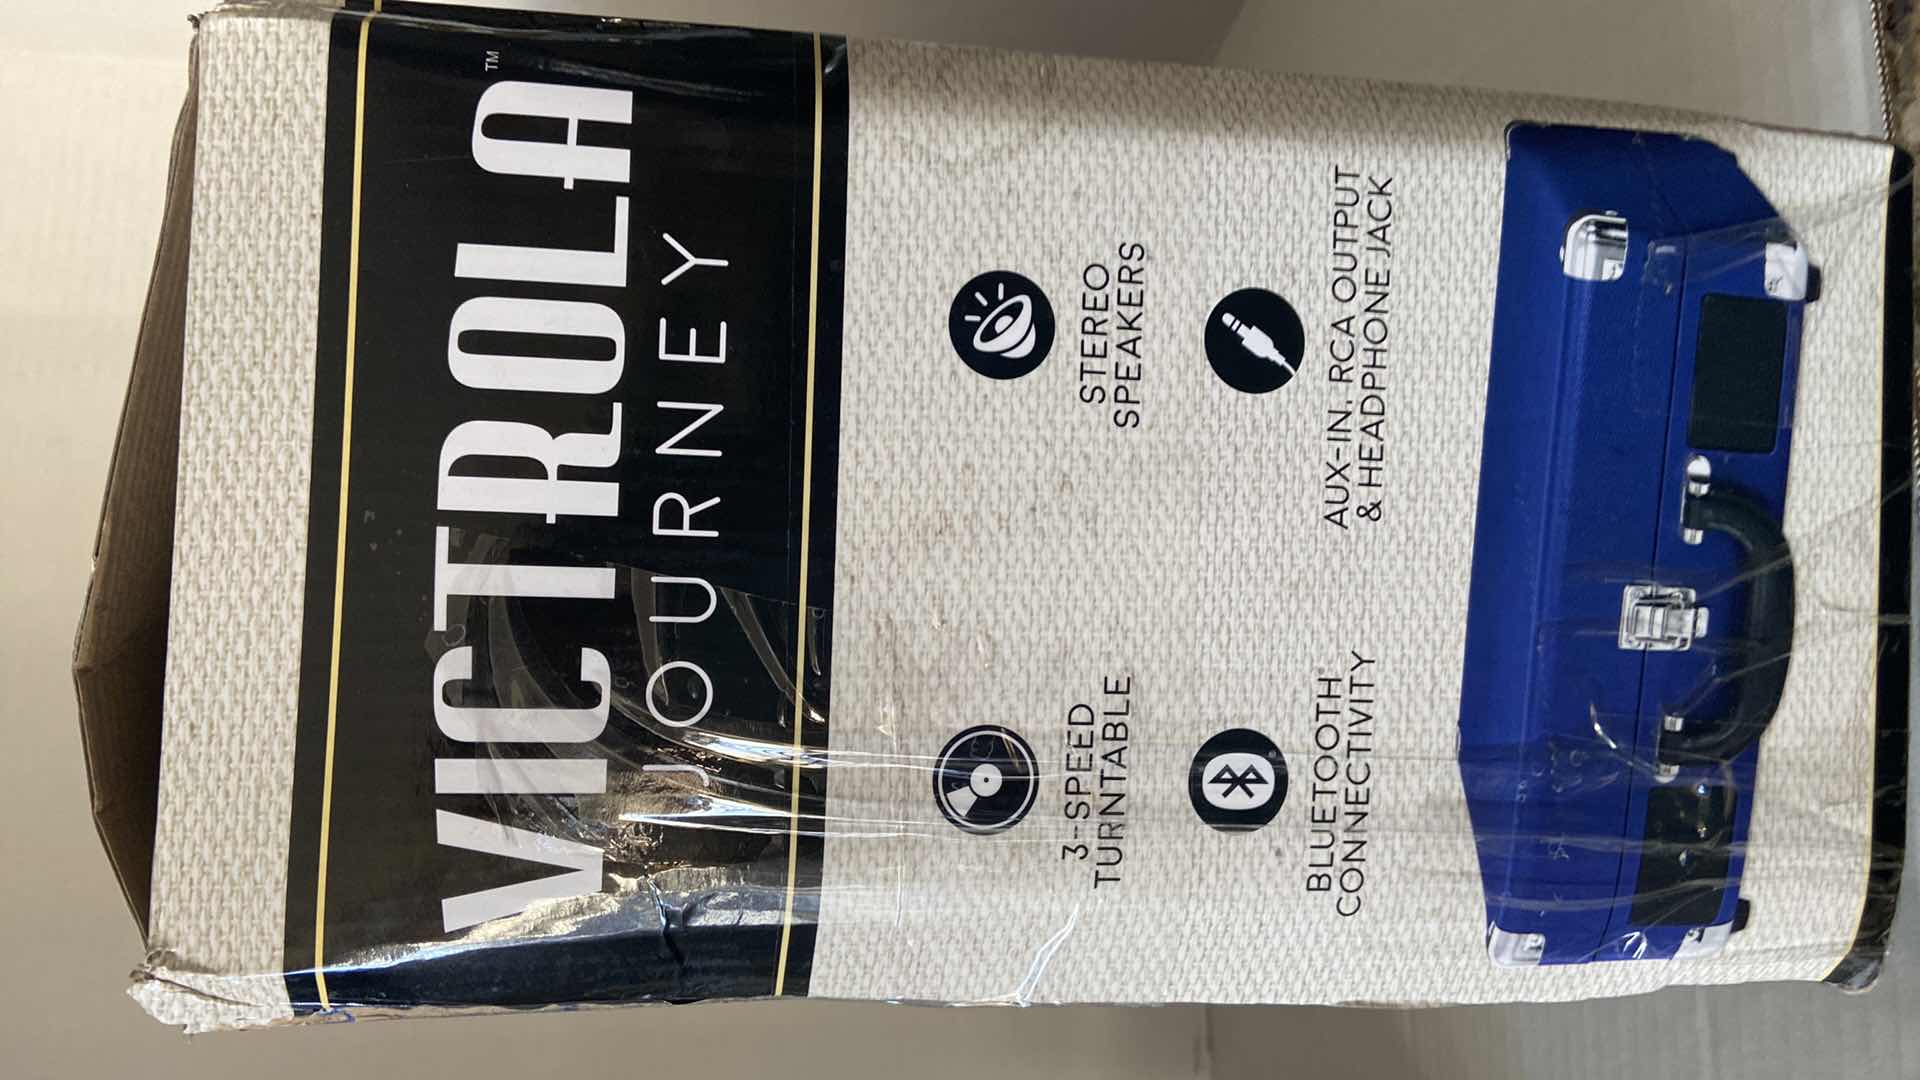 VICTROLA™
JOURNEY
3-SPEED
TURNTABLE
STEREO
SPEAKERS
BLUETOOTH®
CONNECTIVITY
AUX-IN, RCA OUTPUT
& HEADPHONE JACK